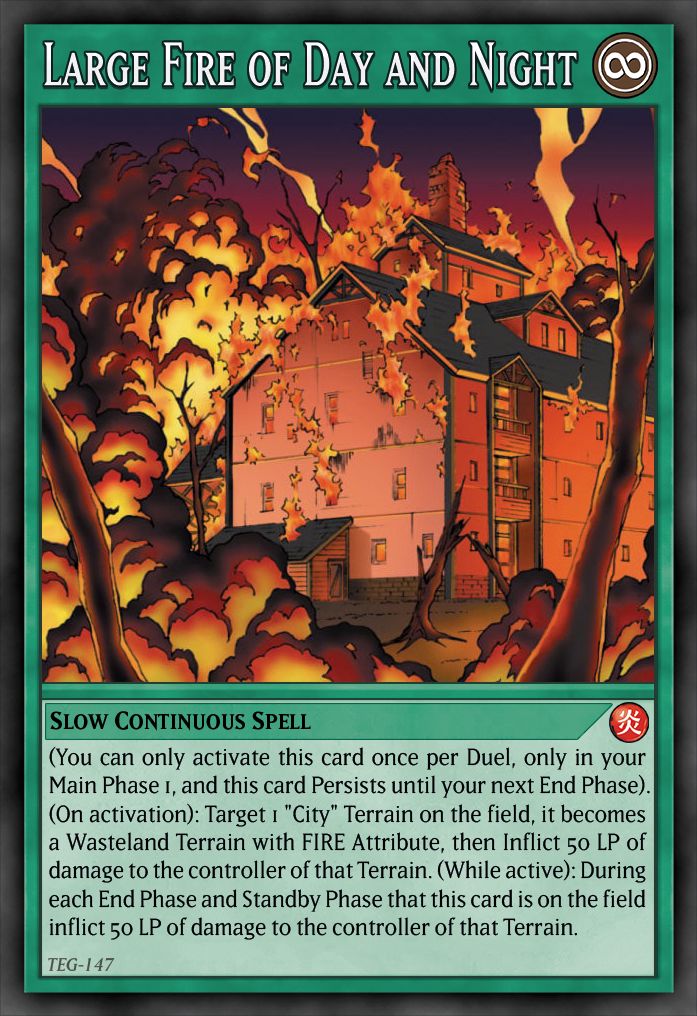 Large Fire of Day and Night
Slow Continuous Spell
炎
(You can only activate this card once per Duel, only in your
Main Phase 1, and this card Persists until your next End Phase).
(On activation): Target 1 "City" Terrain on the field, it becomes
a Wasteland Terrain with FIRE Attribute, then Inflict 50 LP of
damage to the controller of that Terrain. (While active): During
each End Phase and Standby Phase that this card is on the field
inflict 50 LP of damage to the controller of that Terrain.
TEG-147